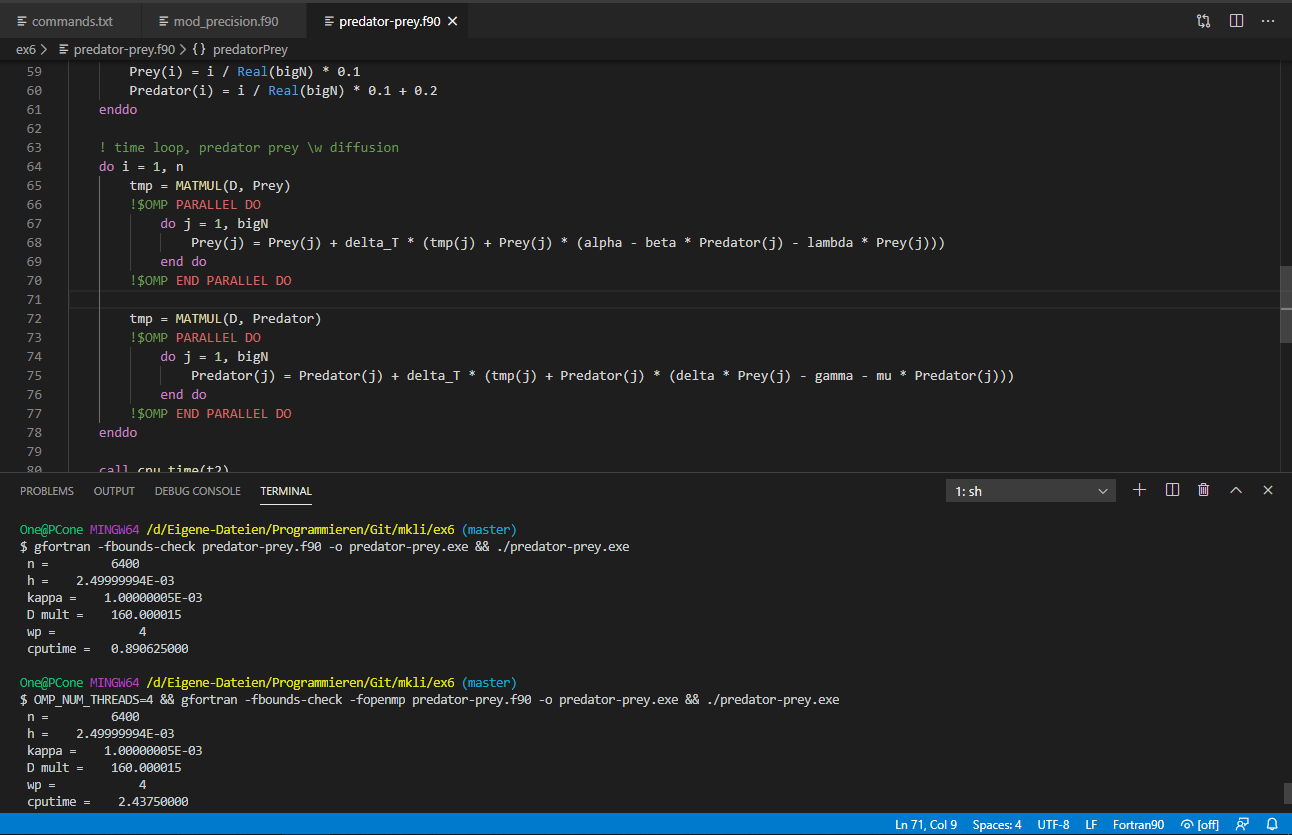 commands.txt mod_precision.f90 predator-prey.f90
ex6 predator-prey.f90 {} predatorPrey
59 Prey(i) = i / Real(bigN) * 0.1
60 Predator(i) = i / Real(bigN) * 0.1 + 0.2
61 enddo
62
63 ! time loop, predator prey \w diffusion
64 do i = 1, n
65 tmp = MATMUL(D, Prey)
66 !$OMP PARALLEL DO
67 do j = 1, bigN
68 Prey(j) = Prey(j) + delta_T * (tmp(j) + Prey(j) * (alpha - beta * Predator(j) - lambda * Prey(j)))
69 end do
70 !$OMP END PARALLEL DO
71
72 tmp = MATMUL(D, Predator)
73 !$OMP PARALLEL DO
74 do j = 1, bigN
75 Predator(j) = Predator(j) + delta_T * (tmp(j) + Predator(j) * (delta * Prey(j) - gamma - mu * Predator(j)))
76 end do
77 !$OMP END PARALLEL DO
78 enddo
79
80 call cpu_time(t2)
PROBLEMS OUTPUT DEBUG CONSOLE TERMINAL 1: sh
One@PCone MINGW64 /d/Eigene-Dateien/Programmieren/Git/mkli/ex6 (master)
$ gfortran -fbounds-check predator-prey.f90 -o predator-prey.exe && ./predator-prey.exe
n = 6400
h = 2.49999994E-03
kappa = 1.00000005E-03
D mult = 160.000015
wp = 4
cputime = 0.890625000
One@PCone MINGW64 /d/Eigene-Dateien/Programmieren/Git/mkli/ex6 (master)
$ OMP_NUM_THREADS=4 && gfortran -fbounds-check -fopenmp predator-prey.f90 -o predator-prey.exe && ./predator-prey.exe
n = 6400
h = 2.49999994E-03
kappa = 1.00000005E-03
D mult = 160.000015
wp = 4
cputime = 2.43750000
Ln 71, Col 9 Spaces: 4 UTF-8 LF Fortran90 [off]